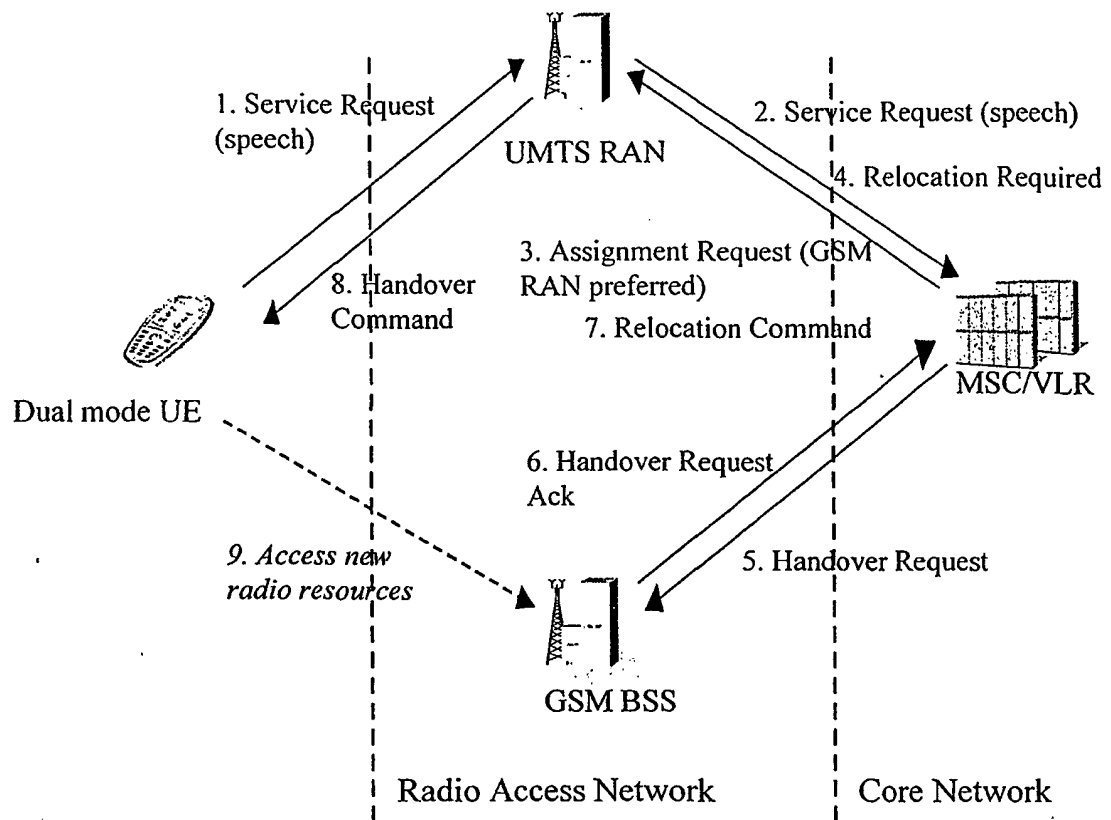 1. Service Request
(speech)
UMTS RAN
2. Service Request (speech)
4. Relocation Required
3. Assignment Request (GSM
RAN preferred)
8. Handover
Command
7. Relocation Command
MSC/VLR
Dual mode UE
6. Handover Request
Ack
9. Access new
radio resources
5. Handover Request
GSM BSS
Radio Access Network
Core Network